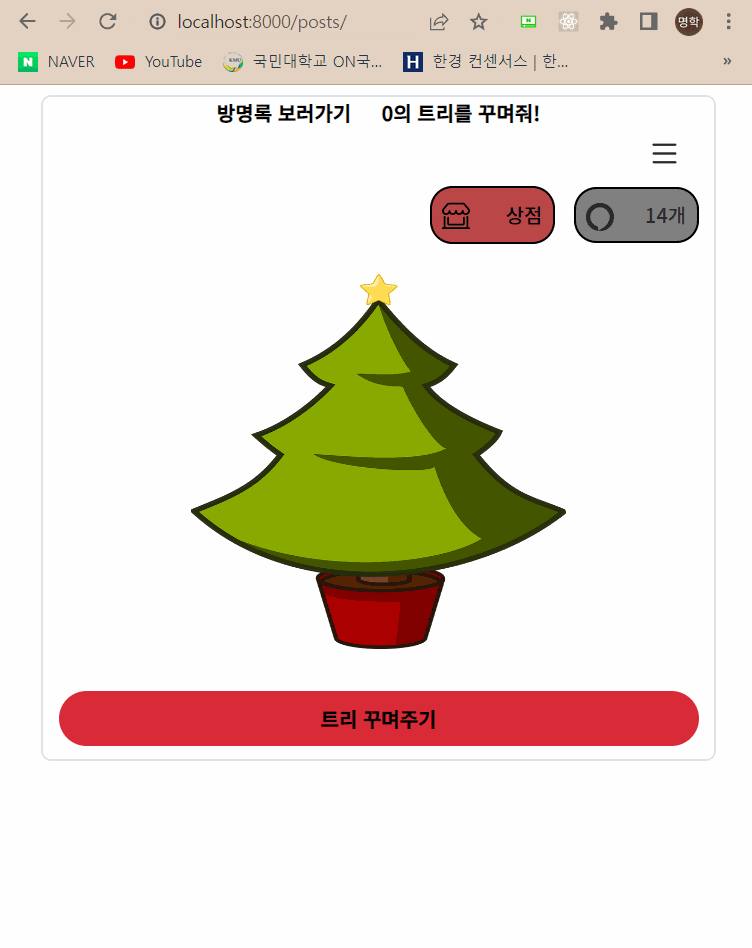 localhost:8000/posts/
명학
NAVER YouTube 국민대학교 ON국... 한경 컨센서스 | 한... »
방명록 보러가기 0의 트리를 꾸며줘!
상점 14개
트리 꾸며주기